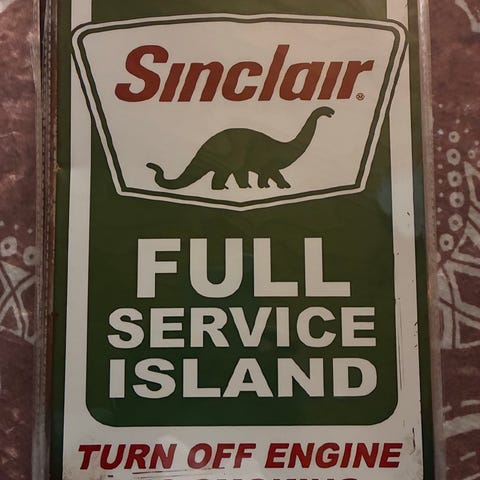 Sinclair®
FULL
SERVICE
ISLAND
TURN OFF ENGINE